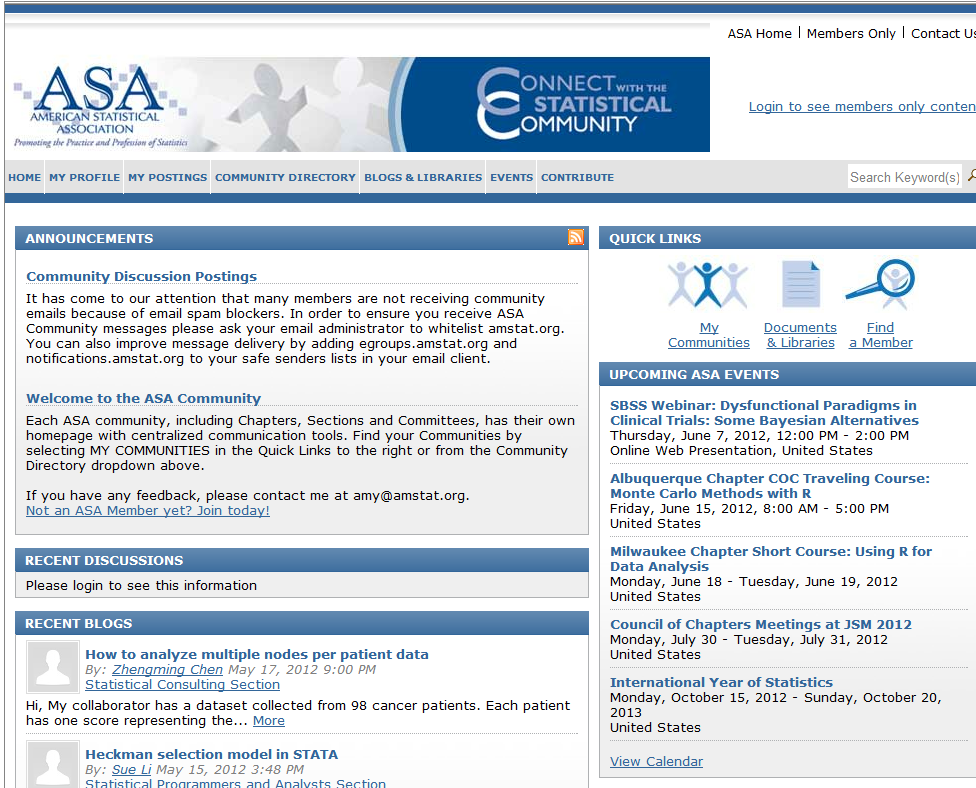 ASA Home | Members Only | Contact Us
ASA
AMERICAN STATISTICAL
ASSOCIATION
Promoting the Practice and Profession of Statistics
CONNECT WITH THE
STATISTICAL
COMMUNITY
Login to see members only conten
HOME
MY PROFILE
MY POSTINGS
COMMUNITY DIRECTORY
BLOGS & LIBRARIES
EVENTS
CONTRIBUTE
Search Keyword(s)
ANNOUNCEMENTS
Community Discussion Postings
It has come to our attention that many members are not receiving community
emails because of email spam blockers. In order to ensure you receive ASA
Community messages please ask your email administrator to whitelist amstat.org.
You can also improve message delivery by adding egroups.amstat.org and
notifications.amstat.org to your safe senders lists in your email client.
Welcome to the ASA Community
Each ASA community, including Chapters, Sections and Committees, has their own
homepage with centralized communication tools. Find your Communities by
selecting MY COMMUNITIES in the Quick Links to the right or from the Community
Directory dropdown above.
If you have any feedback, please contact me at amy@amstat.org.
Not an ASA Member yet? Join today!
RECENT DISCUSSIONS
Please login to see this information
RECENT BLOGS
How to analyze multiple nodes per patient data
By: Zhengming Chen May 17, 2012 9:00 PM
Statistical Consulting Section
Hi, My collaborator has a dataset collected from 98 cancer patients. Each patient
has one score representing the... More
Heckman selection model in STATA
By: Sue Li May 15, 2012 3:48 PM
Statistical Programmers and Analysts Section
QUICK LINKS
My
Communities
Documents
& Libraries
Find
a Member
UPCOMING ASA EVENTS
SBSS Webinar: Dysfunctional Paradigms in
Clinical Trials: Some Bayesian Alternatives
Thursday, June 7, 2012, 12:00 PM - 2:00 PM
Online Web Presentation, United States
Albuquerque Chapter COC Traveling Course:
Monte Carlo Methods with R
Friday, June 15, 2012, 8:00 AM - 5:00 PM
United States
Milwaukee Chapter Short Course: Using R for
Data Analysis
Monday, June 18 - Tuesday, June 19, 2012
United States
Council of Chapters Meetings at JSM 2012
Monday, July 30 - Tuesday, July 31, 2012
United States
International Year of Statistics
Monday, October 15, 2012 - Sunday, October 20,
2013
United States
View Calendar